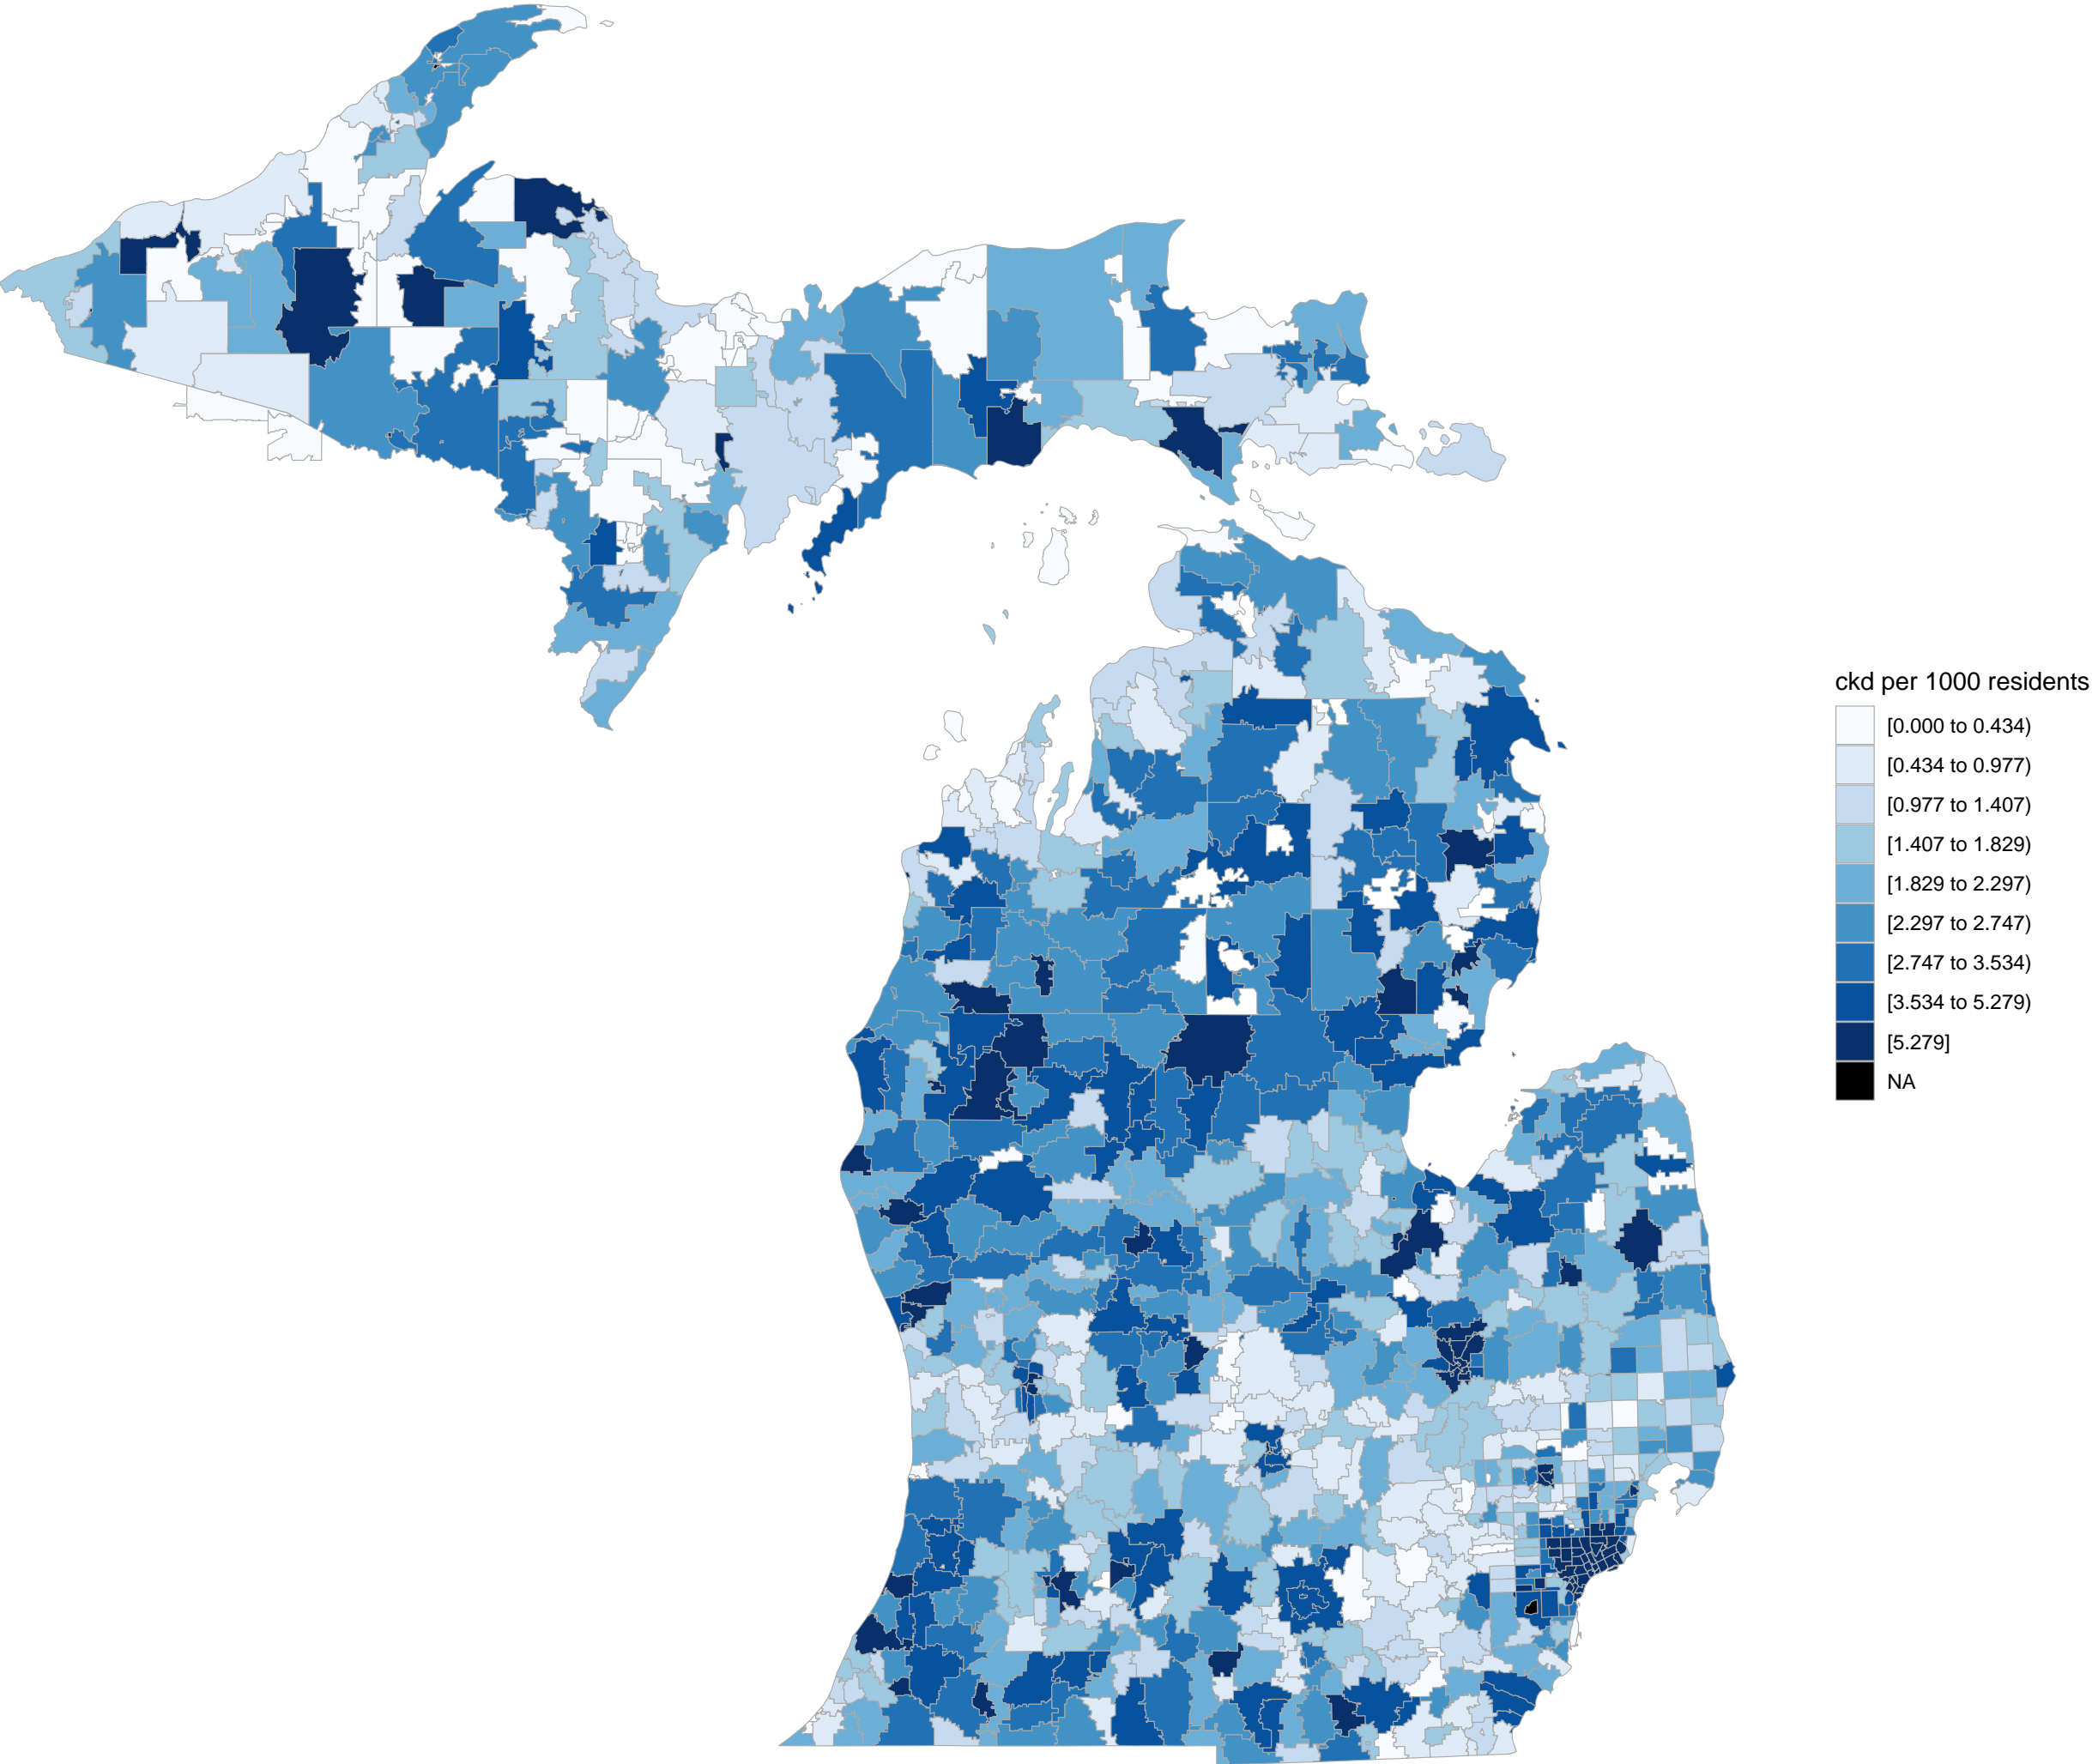 ckd per 1000 residents
[0.000 to 0.434)
[0.434 to 0.977)
[0.977 to 1.407)
[1.407 to 1.829)
[1.829 to 2.297)
[2.297 to 2.747)
[2.747 to 3.534)
[3.534 to 5.279)
[5.279]
NA